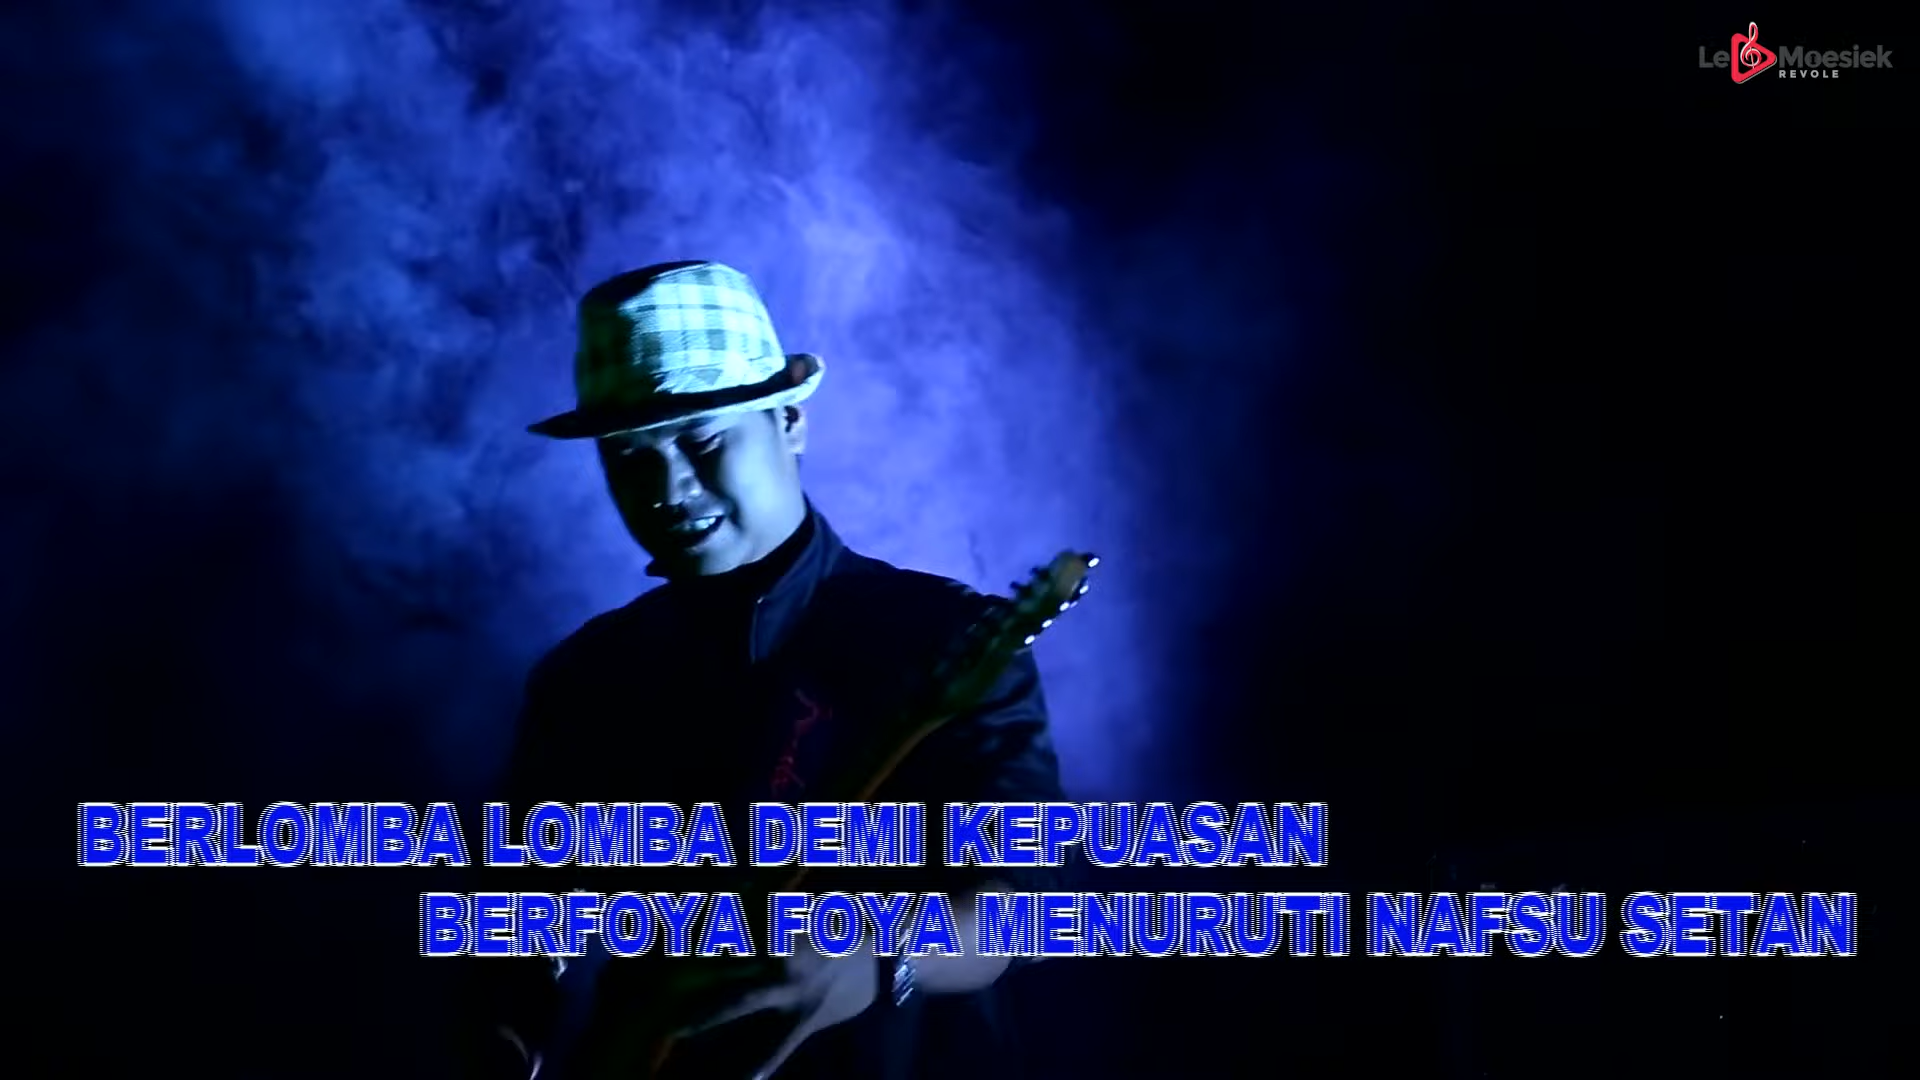 Le Moesiek
REVOLE
BERLOMBA LOMBA DEMI KEPUASAN
BERFOYA FOYA MENURUTI NAFSU SETAN